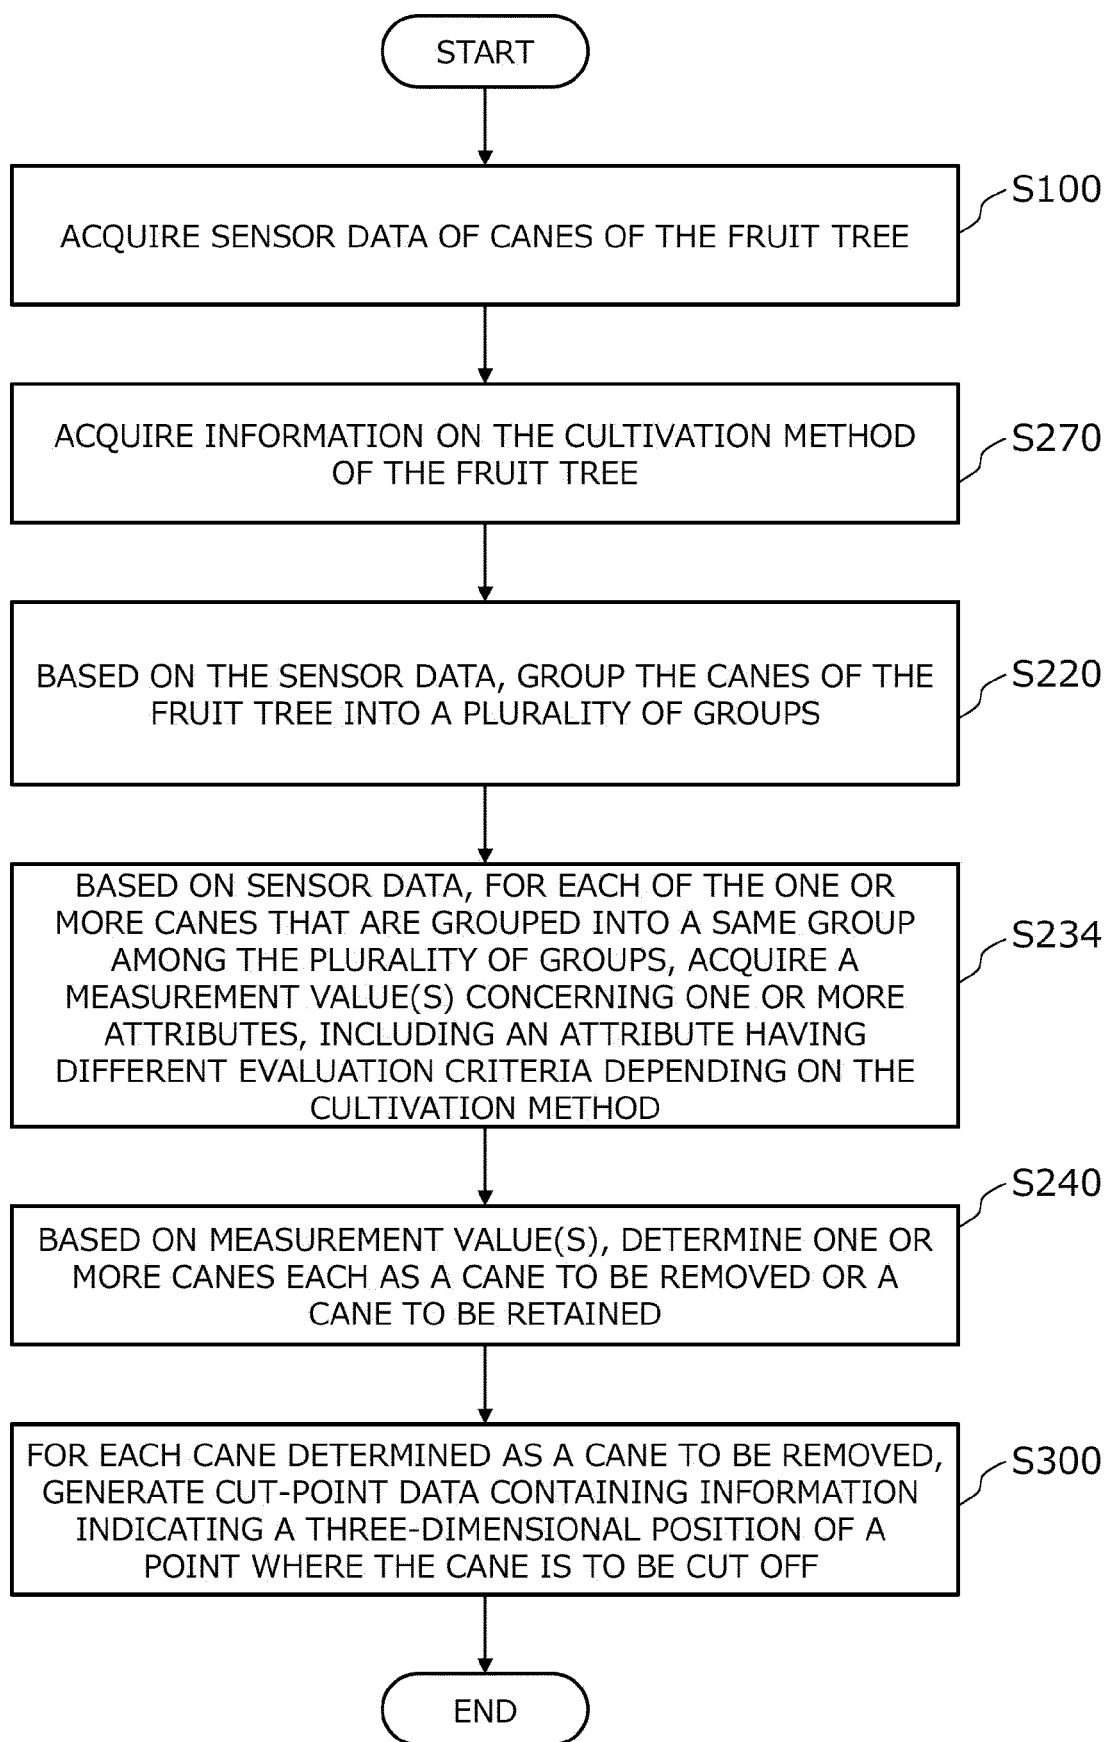 START
ACQUIRE SENSOR DATA OF CANES OF THE FRUIT TREE
S100
ACQUIRE INFORMATION ON THE CULTIVATION METHOD
OF THE FRUIT TREE
S270
BASED ON THE SENSOR DATA, GROUP THE CANES OF THE
FRUIT TREE INTO A PLURALITY OF GROUPS
S220
BASED ON SENSOR DATA, FOR EACH OF THE ONE OR
MORE CANES THAT ARE GROUPED INTO A SAME GROUP
AMONG THE PLURALITY OF GROUPS, ACQUIRE A
MEASUREMENT VALUE(S) CONCERNING ONE OR MORE
ATTRIBUTES, INCLUDING AN ATTRIBUTE HAVING
DIFFERENT EVALUATION CRITERIA DEPENDING ON THE
CULTIVATION METHOD
S234
BASED ON MEASUREMENT VALUE(S), DETERMINE ONE OR
MORE CANES EACH AS A CANE TO BE REMOVED OR A
CANE TO BE RETAINED
S240
FOR EACH CANE DETERMINED AS A CANE TO BE REMOVED,
GENERATE CUT-POINT DATA CONTAINING INFORMATION
INDICATING A THREE-DIMENSIONAL POSITION OF A
POINT WHERE THE CANE IS TO BE CUT OFF
S300
END